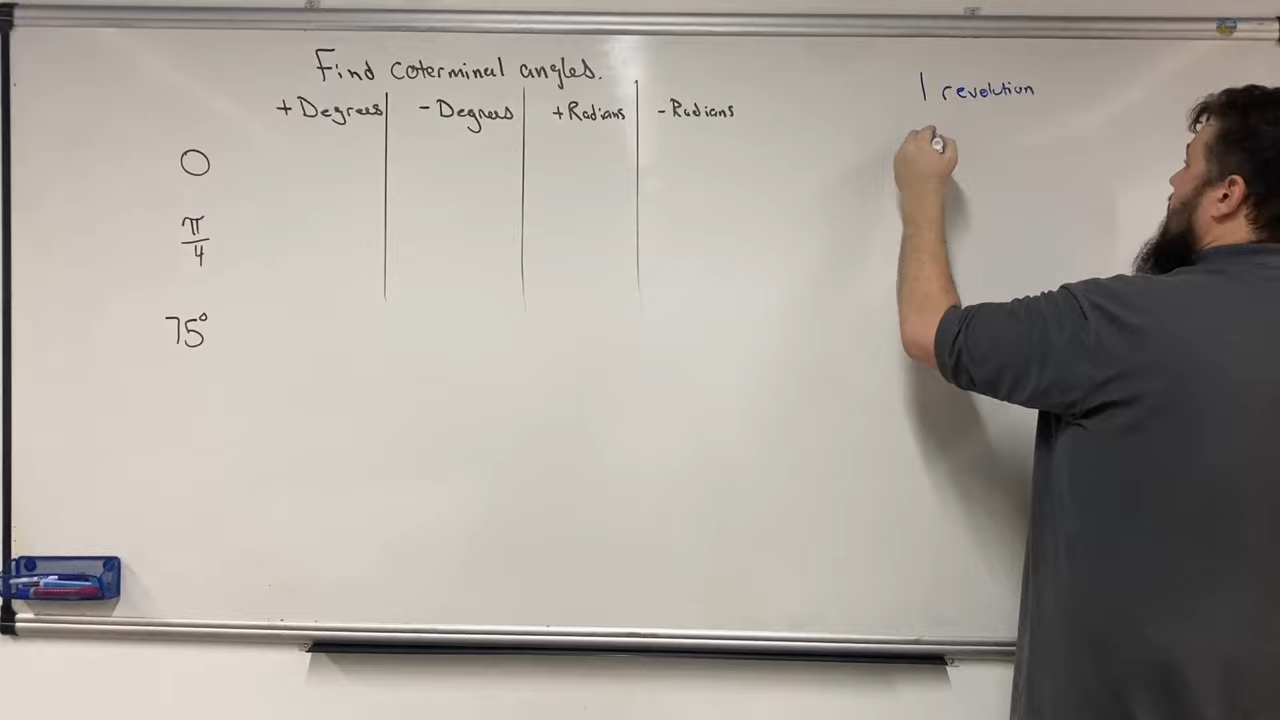 Find coterminal angles.
+ Degrees - Degrees + Radians - Radians
1 revolution
0
π/4
75°